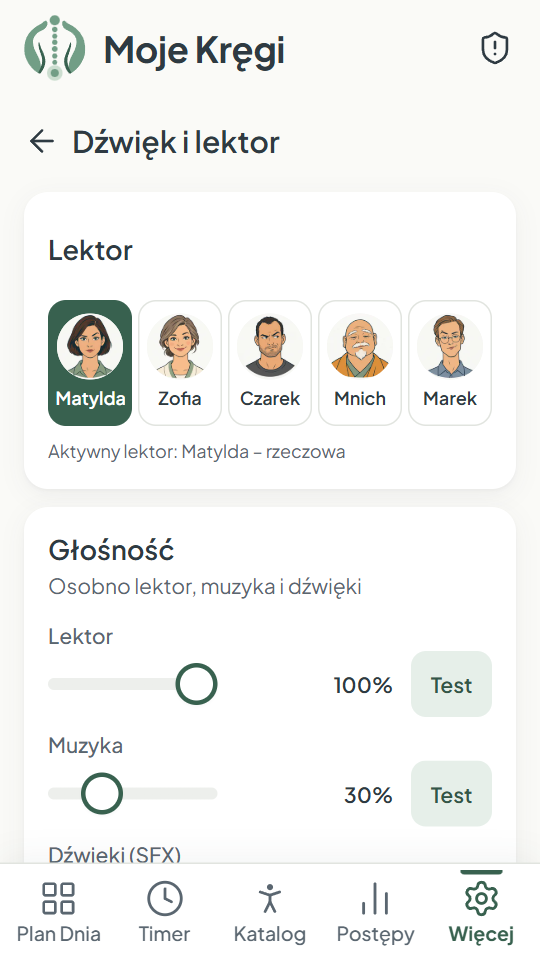 Moje Kręgi
Dźwięk i lektor
Lektor
Matylda
Zofia
Czarek
Mnich
Marek
Aktywny lektor: Matylda – rzeczowa
Głośność
Osobno lektor, muzyka i dźwięki
Lektor
100%
Test
Muzyka
30%
Test
Dźwięki (SFX)
Plan Dnia
Timer
Katalog
Postępy
Więcej